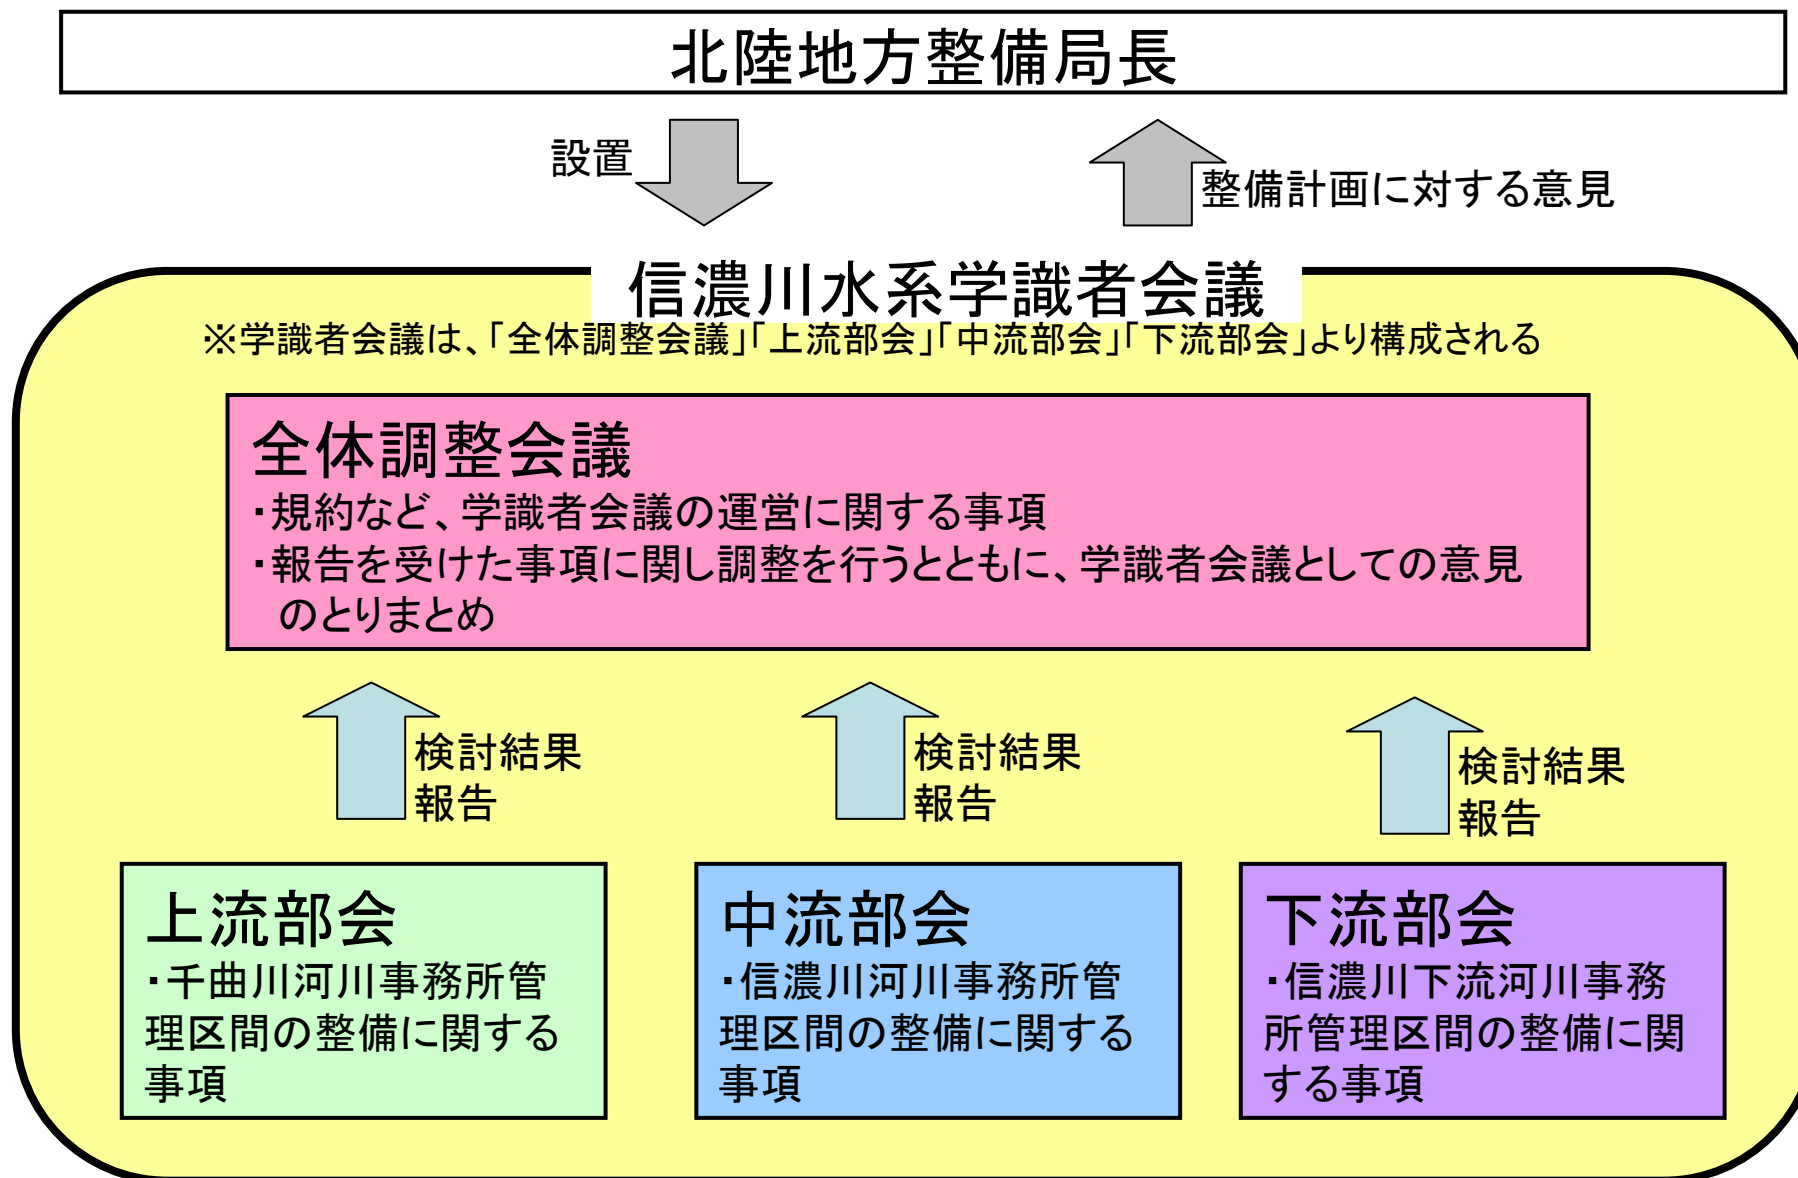 北陸地方整備局長
設置
整備計画に対する意見
信濃川水系学識者会議
※学識者会議は、「全体調整会議」「上流部会」「中流部会」「下流部会」より構成される
全体調整会議
・規約など、学識者会議の運営に関する事項
・報告を受けた事項に関し調整を行うとともに、学識者会議としての意見
のとりまとめ
検討結果
報告
検討結果
報告
検討結果
報告
上流部会
・千曲川河川事務所管
理区間の整備に関する
事項
中流部会
・信濃川河川事務所管
理区間の整備に関する
事項
下流部会
・信濃川下流河川事務
所管理区間の整備に関
する事項